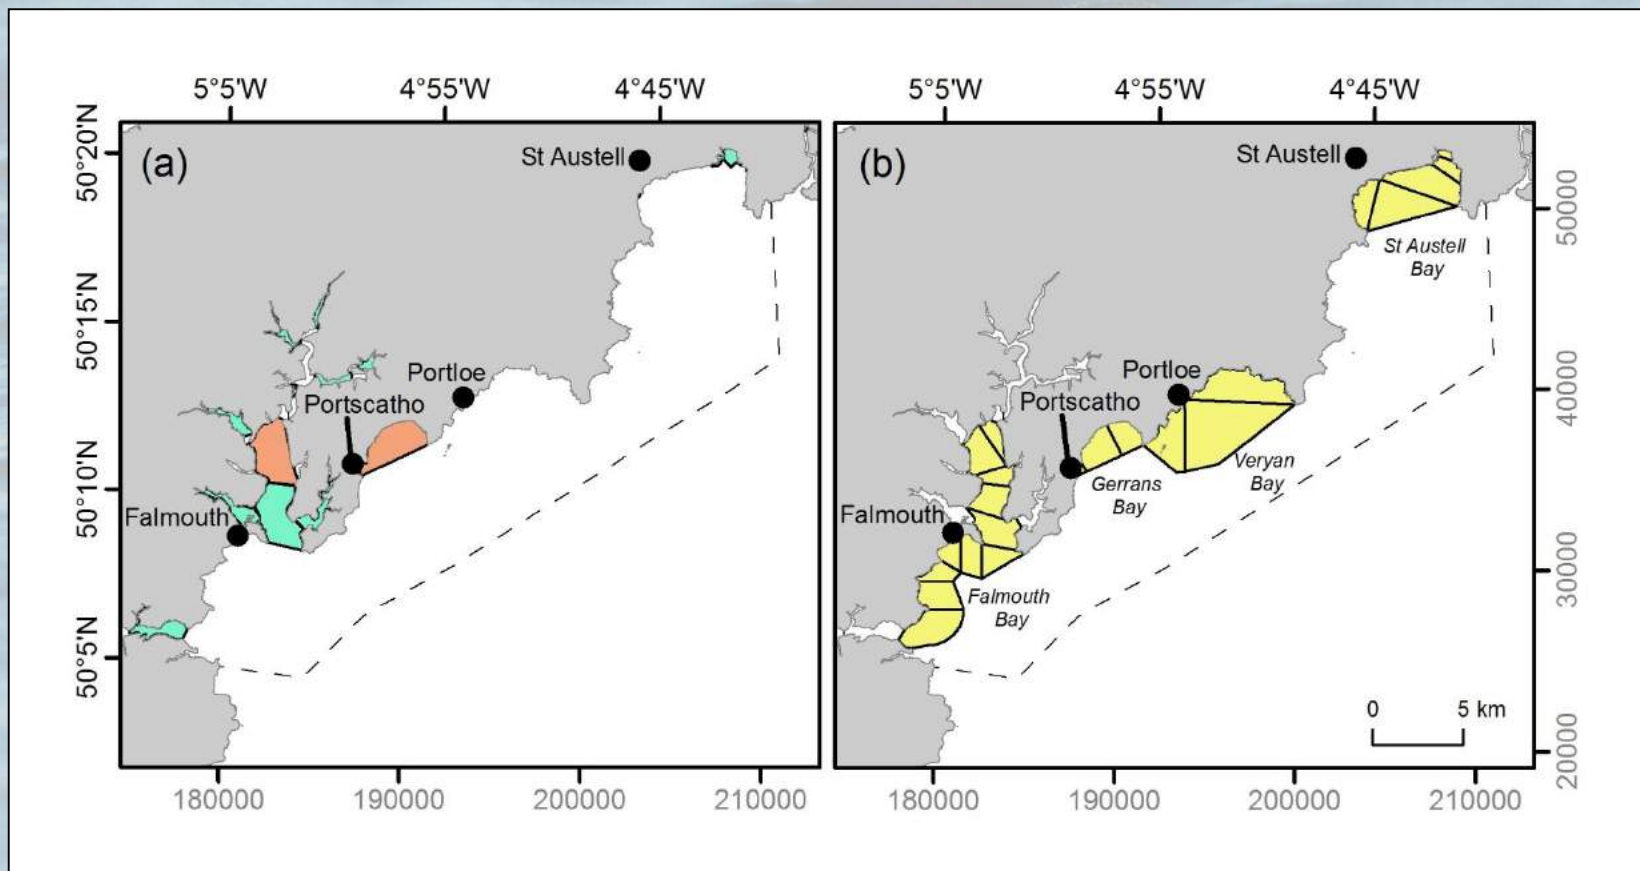 5°5'W 4°55'W 4°45'W
5°5'W 4°55'W 4°45'W
50°20'N
50°15'N
50°10'N
50°5'N
(a)
St Austell
Portloe
Portscatho
Falmouth
180000 190000 200000 210000
(b)
St Austell
St Austell
Bay
Portloe
Portscatho
Veryan
Bay
Gerrans
Bay
Falmouth
Falmouth
Bay
0 5 km
500000
40000
30000
20000
180000 190000 200000 210000